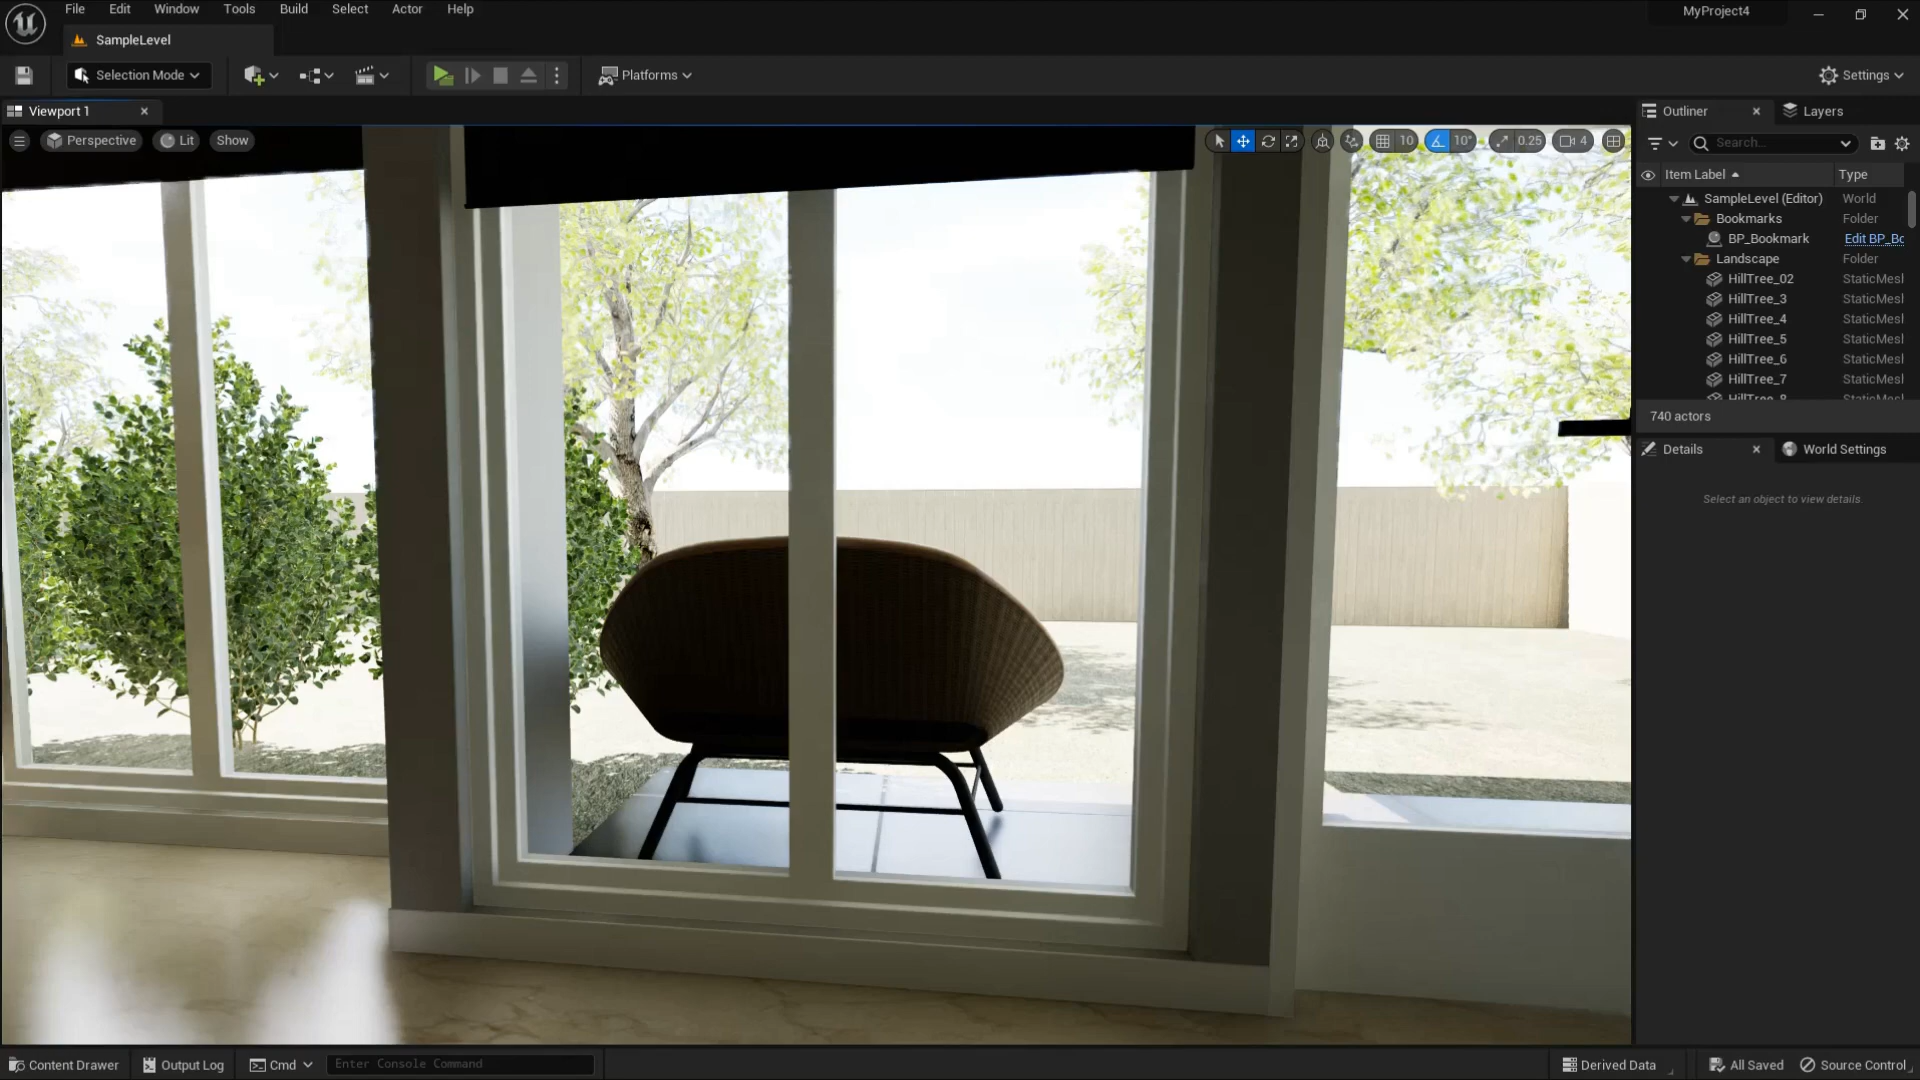 File Edit Window Tools Build Select Actor Help
MyProject4
SampleLevel
Selection Mode
Platforms
Settings
Viewport 1
Outliner
Layers
Perspective Lit Show
10 10° 0.25 4
Search...
Item Label Type
SampleLevel (Editor) World
Bookmarks Folder
BP_Bookmark Edit BP_Bo
Landscape Folder
HillTree_02 StaticMesl
HillTree_3 StaticMesl
HillTree_4 StaticMesl
HillTree_5 StaticMesl
HillTree_6 StaticMesl
HillTree_7 StaticMesl
HillTree_8 StaticMesl
740 actors
Details
World Settings
Select an object to view details.
Content Drawer
Output Log
Cmd
Enter Console Command
Derived Data
All Saved
Source Control